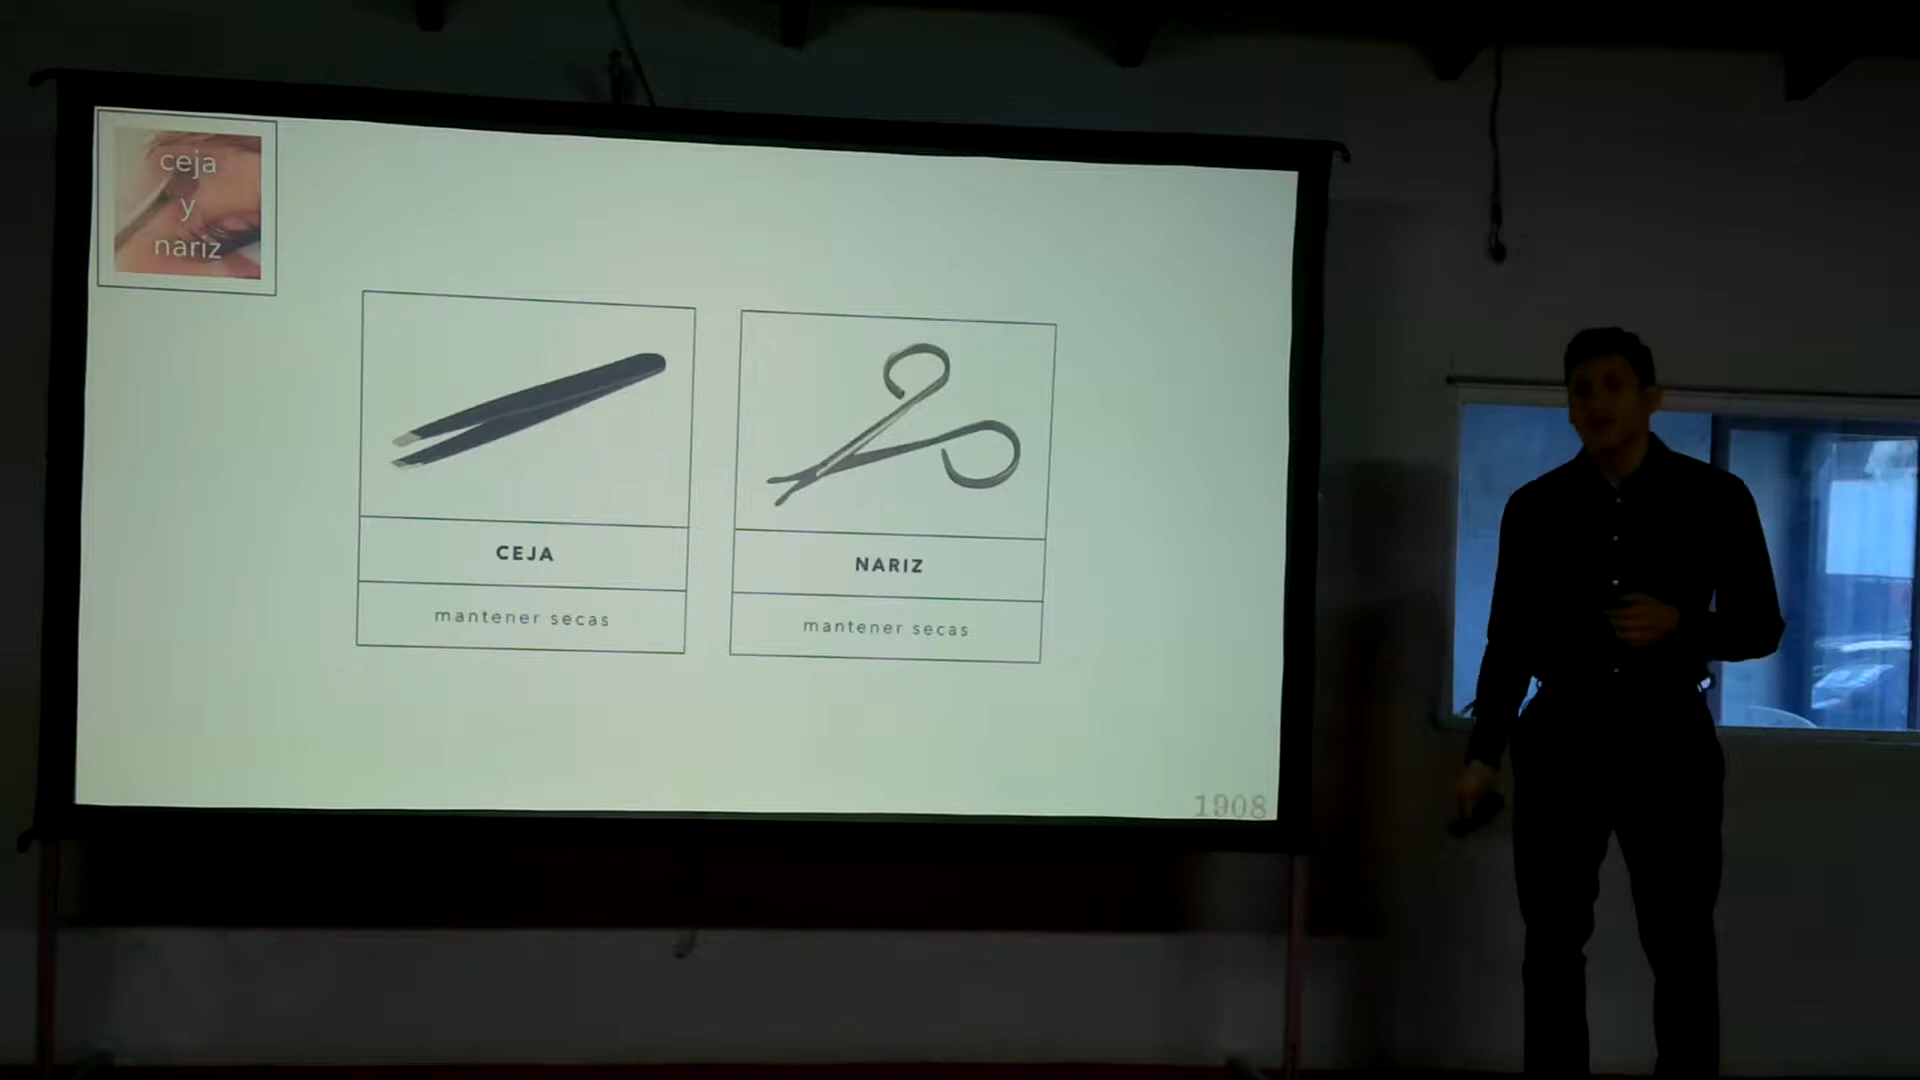 ceja
y
nariz
CEJA
mantener secas
NARIZ
mantener secas
1908